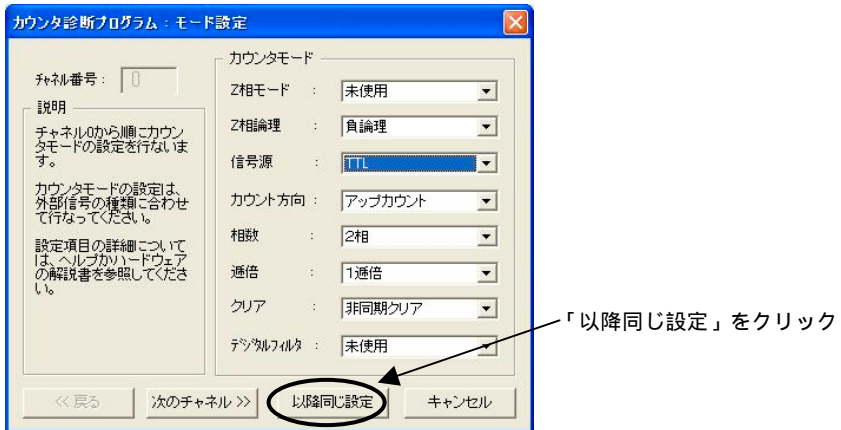 カウンタ診断プログラム:モード設定
チャネル番号: 0
説明
チャネル0から順にカウン
タモードの設定を行ないま
す。
カウンタモードの設定は、
外部信号の種類に合わせ
て行なってください。
設定項目の詳細について
は、ヘルプかハードウェア
の解説書を参照してくださ
い。
カウンタモード
Z相モード : 未使用
Z相論理 : 負論理
信号源 : TTL
カウント方向 : アップカウント
相数 : 2相
逓倍 : 1逓倍
クリア : 非同期クリア
デジタルフィルタ : 未使用
「以降同じ設定」をクリック
<< 戻る 次のチャネル >> 以降同じ設定 キャンセル